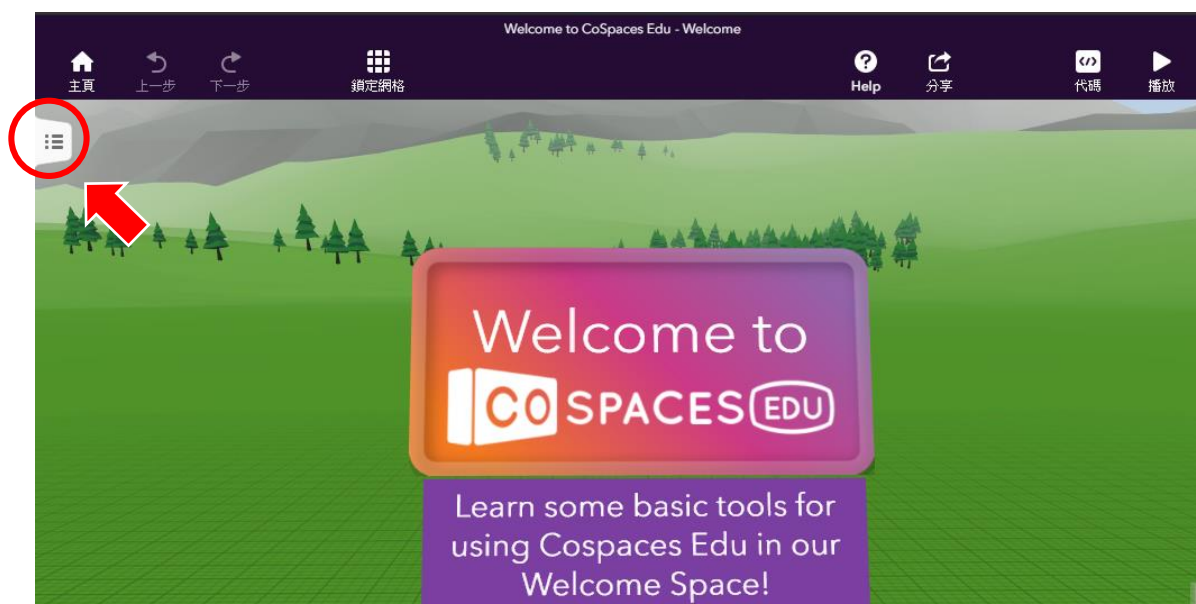 Welcome to CoSpaces Edu - Welcome
主頁
上一步
下一步
鎖定網格
Help
分享
代碼
播放
Welcome to
CO SPACES EDU
Learn some basic tools for
using Cospaces Edu in our
Welcome Space!